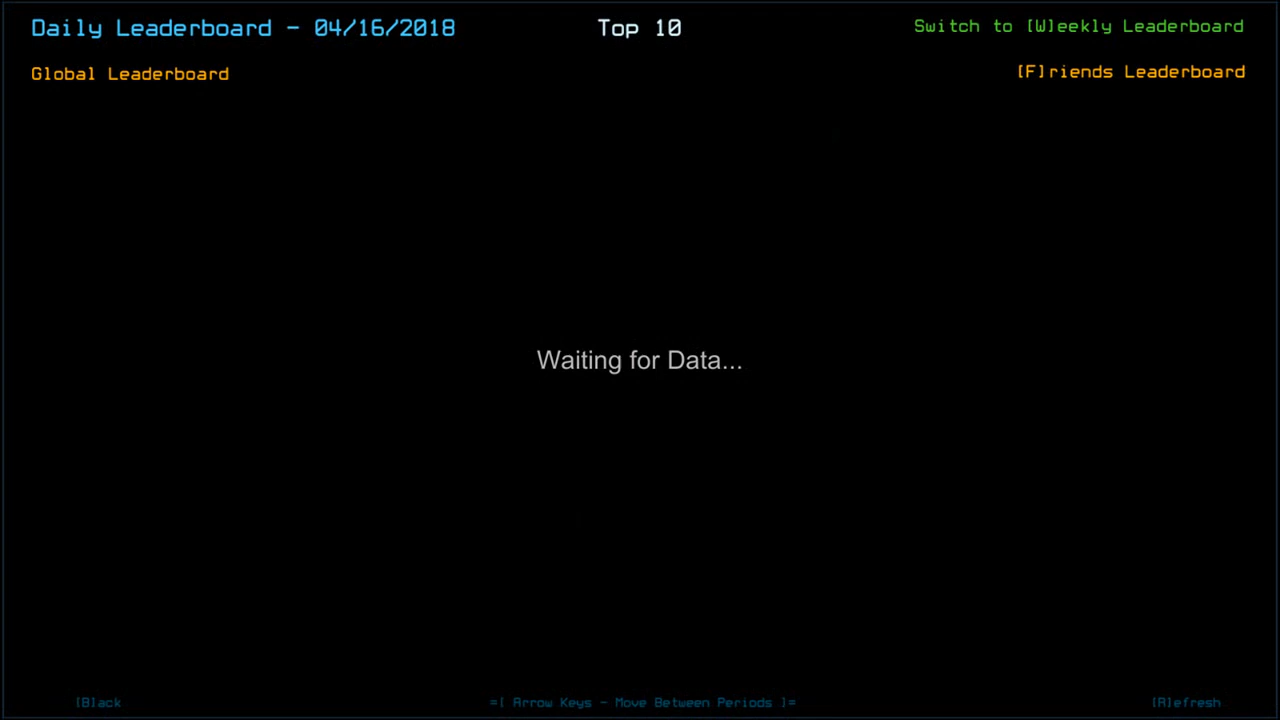 Daily Leaderboard - 04/16/2018 Top 10 Switch to [W]eekly Leaderboard
Global Leaderboard [F]riends Leaderboard
Waiting for Data...
[B]ack =[ Arrow Keys - Move Between Periods ]= [R]efresh